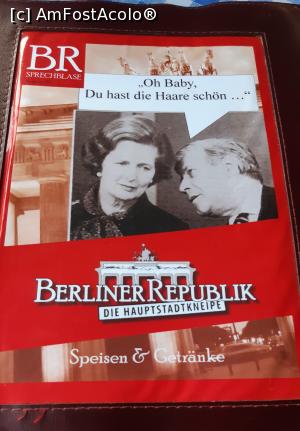 [c] AmFostAcolo®
BR
SPRECHBLASE
„Oh Baby,
Du hast die Haare schön ...“
BERLINER REPUBLIK
DIE HAUPTSTADTKNEIPE
Speisen & Getränke